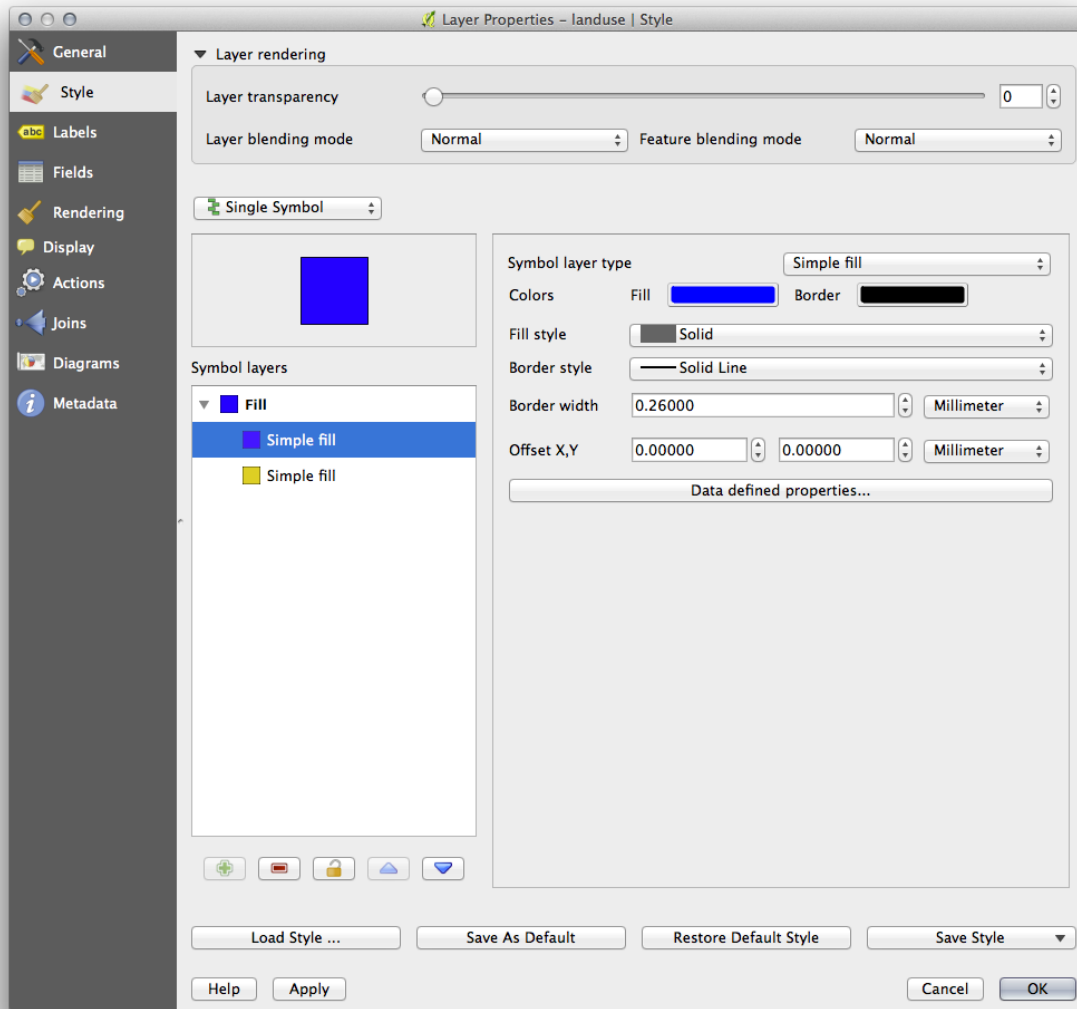 Layer Properties - landuse | Style
General
Style
abc Labels
Fields
Rendering
Display
Actions
Joins
Diagrams
i Metadata
Layer rendering
Layer transparency 0
Layer blending mode Normal Feature blending mode Normal
Single Symbol
Symbol layers
Fill
Simple fill
Simple fill
Symbol layer type Simple fill
Colors Fill Border
Fill style Solid
Border style Solid Line
Border width 0.26000 Millimeter
Offset X,Y 0.00000 0.00000 Millimeter
Data defined properties...
Load Style ... Save As Default Restore Default Style Save Style
Help Apply Cancel OK